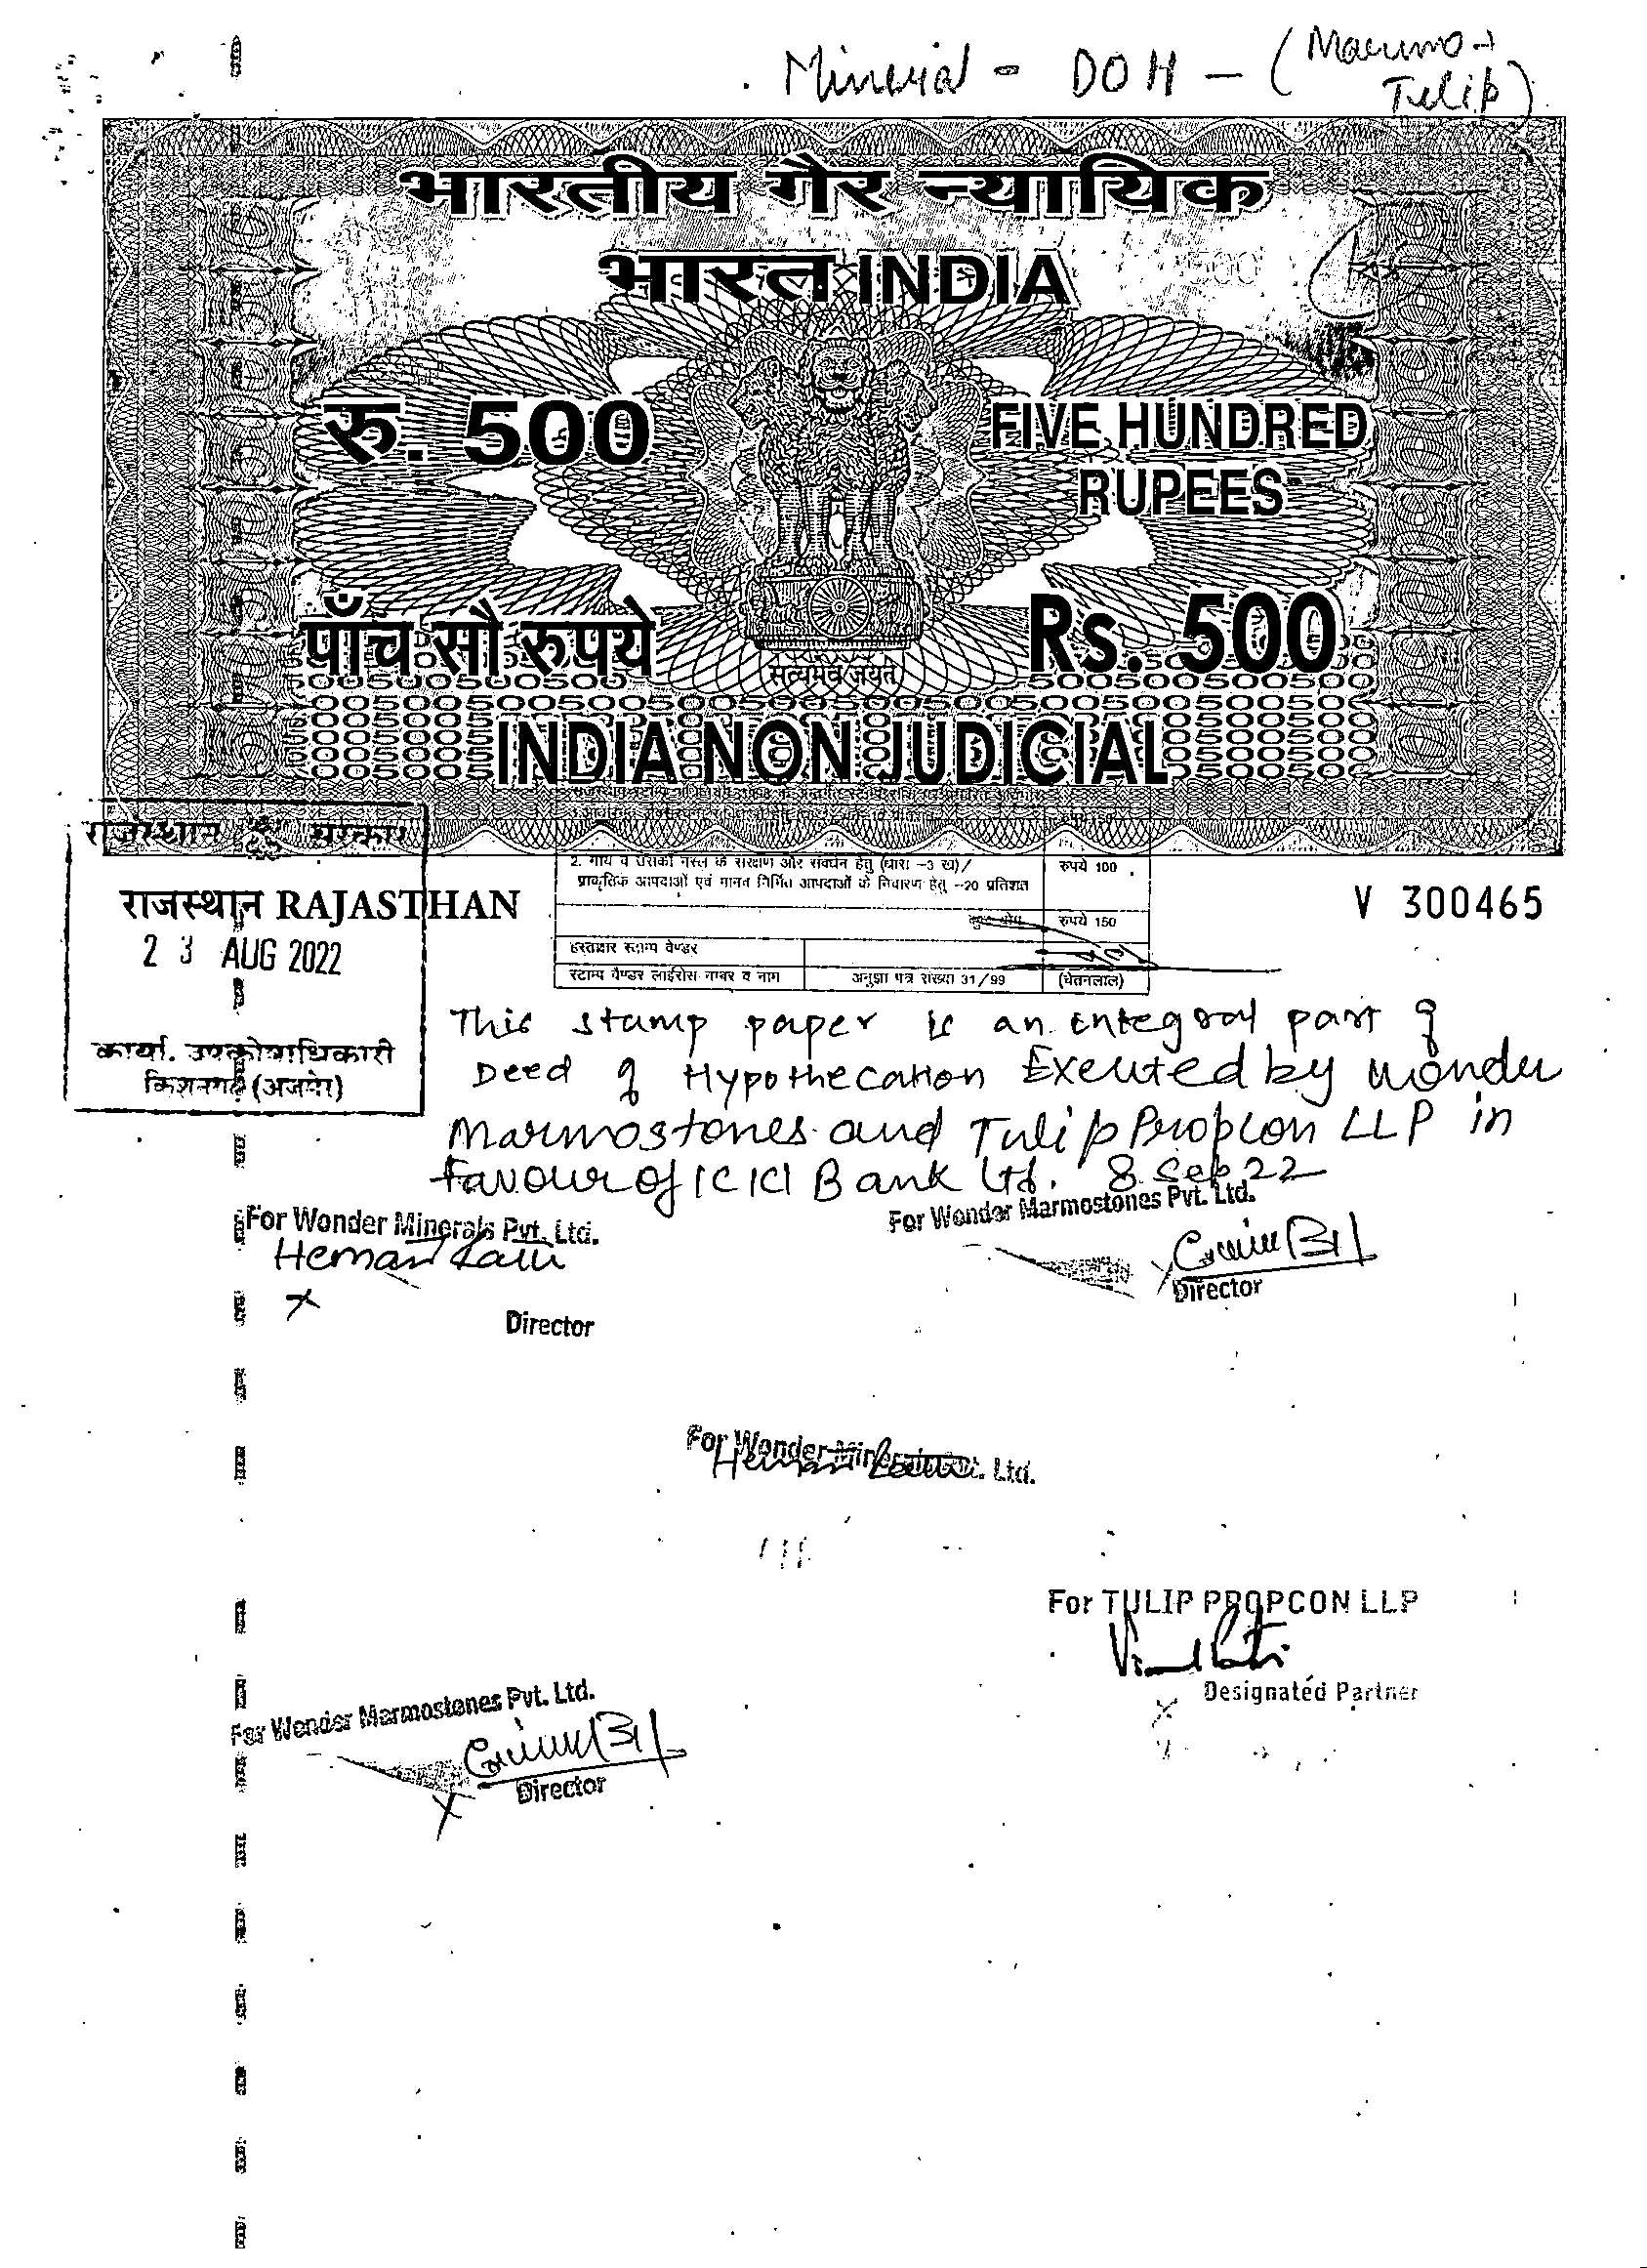 Mineral - DOH - (Marmo +
Tulip)
भारतीय गैर न्यायिक
भारत INDIA
रु. 500
FIVE HUNDRED
RUPEES
पाँच सौ रुपये
Rs. 500
सत्यमेव जयते
INDIA NON JUDICIAL
राजस्थान सरकार
2. गाय व उसकी नस्ल के संरक्षण और संवर्धन हेतु (धारा -3 ख)/
प्राकृतिक आपदाओं एवं मानव निर्मित आपदाओं के निवारण हेतु -20 प्रतिशत
रुपये 100
राजस्थान RAJASTHAN
V 300465
कुल योग
रुपये 150
23 AUG 2022
हस्ताक्षर स्टाम्प वेण्डर
स्टाम्प वैण्डर लाईसेंस नम्बर व नाम
अनुज्ञा पत्र संख्या 31/99
(चेतनलाल)
कार्या. उपकोषाधिकारी
किशनगढ़ (अजमेर)
This stamp paper is an integral part of
Deed of Hypothecation Exeuted by Wonder
Marmostones and Tulip Propcon LLP in
favour of ICICI Bank Ltd. 8 Sep 22
For Wonder Minerals Pvt. Ltd.
Director
For Wonder Marmostones Pvt. Ltd.
Director
For Wonder Minerals Pvt. Ltd.
For TULIP PROPCON LLP
Designated Partner
For Wonder Marmostones Pvt. Ltd.
Director